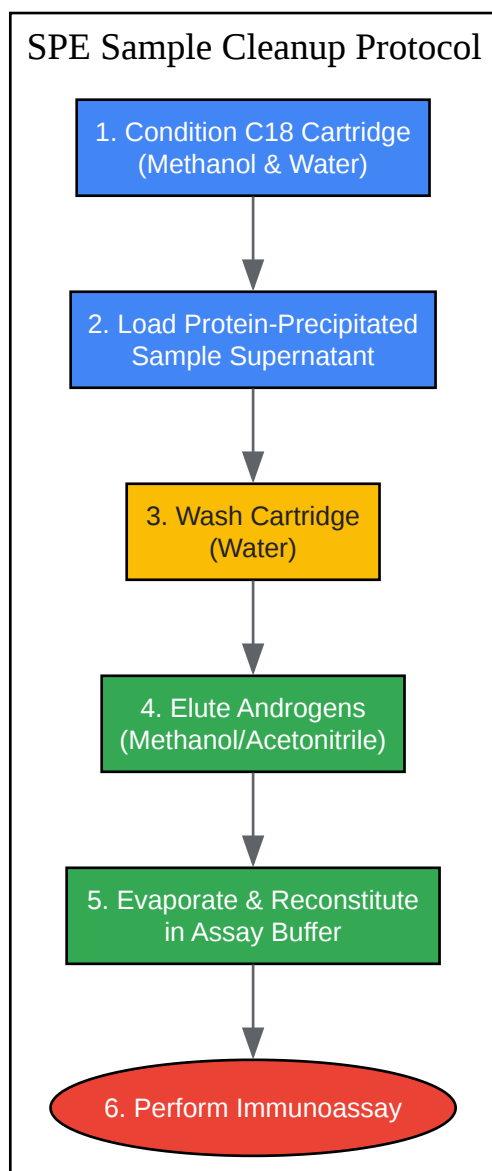 SPE Sample Cleanup Protocol
1. Condition C18 Cartridge
(Methanol & Water)
2. Load Protein-Precipitated
Sample Supernatant
3. Wash Cartridge
(Water)
4. Elute Androgens
(Methanol/Acetonitrile)
5. Evaporate & Reconstitute
in Assay Buffer
6. Perform Immunoassay